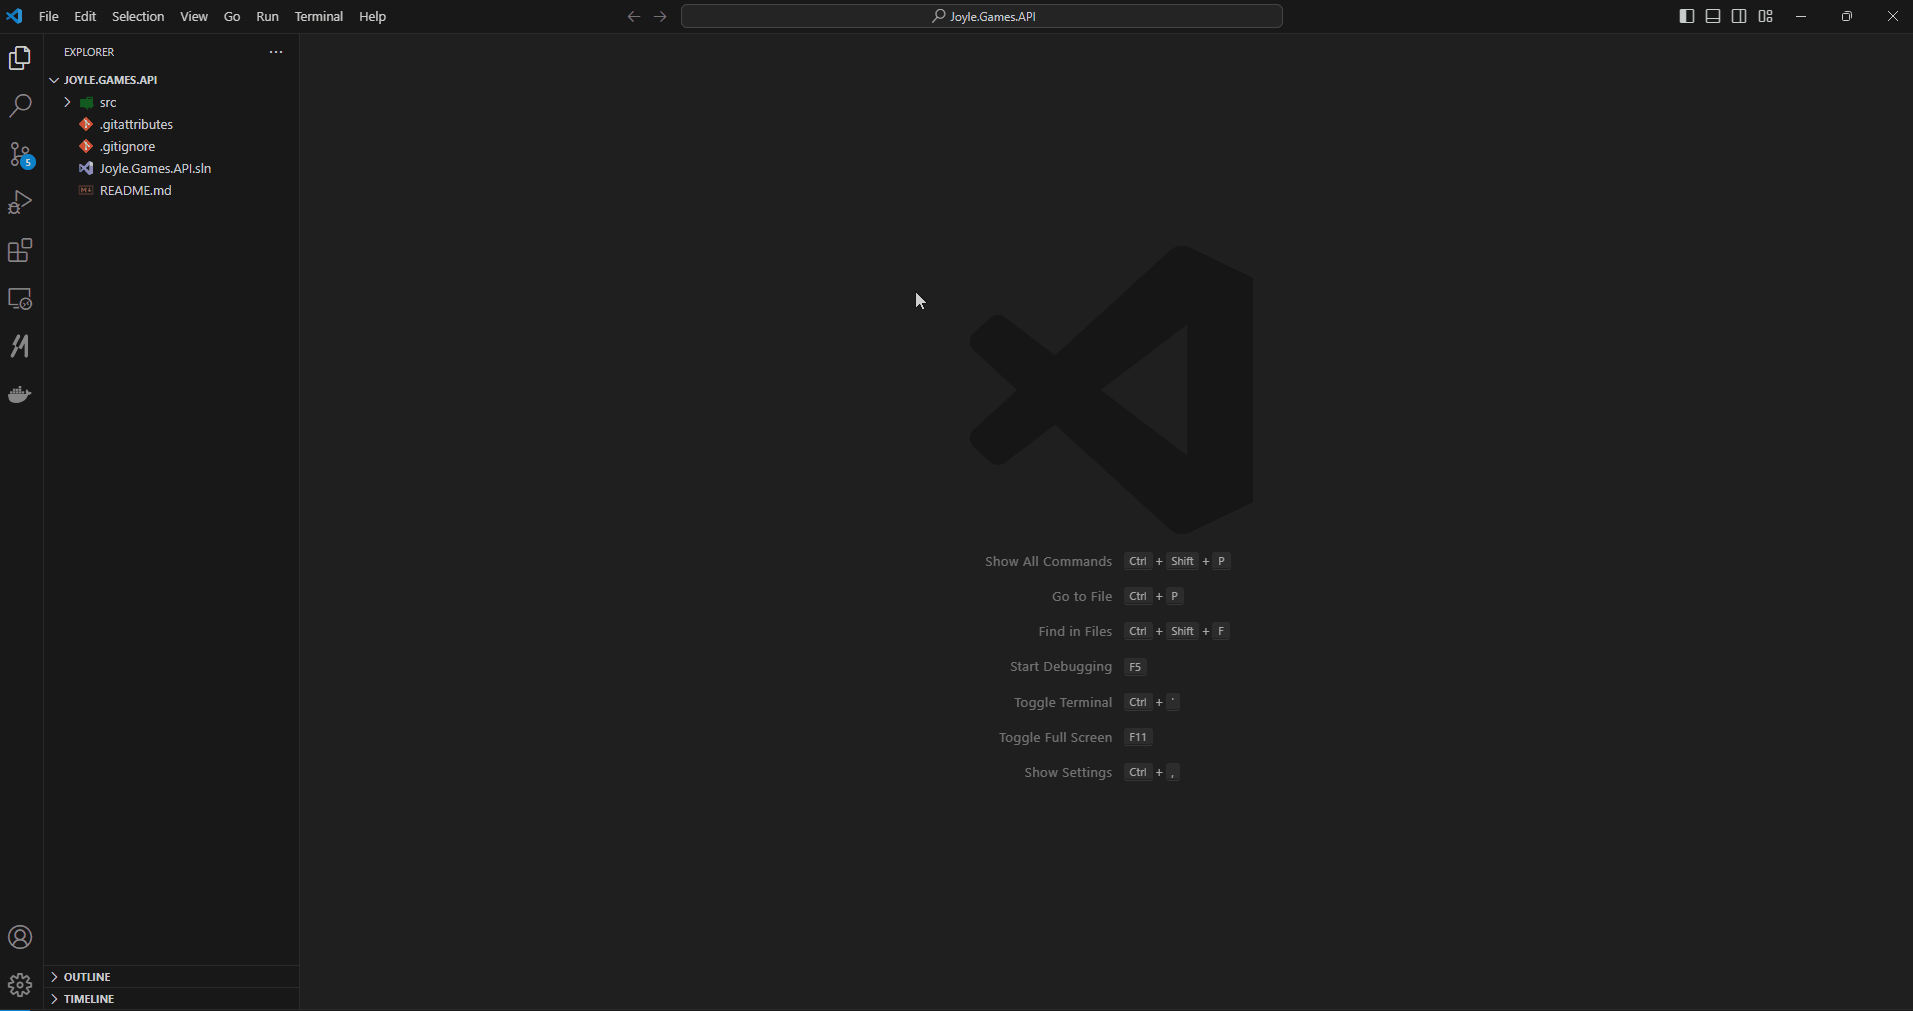 File Edit Selection View Go Run Terminal Help
Joyle.Games.API
EXPLORER
JOYLE.GAMES.API
src
.gitattributes
.gitignore
Joyle.Games.API.sln
README.md
5
Show All Commands Ctrl + Shift + P
Go to File Ctrl + P
Find in Files Ctrl + Shift + F
Start Debugging F5
Toggle Terminal Ctrl + '
Toggle Full Screen F11
Show Settings Ctrl + ,
OUTLINE
TIMELINE